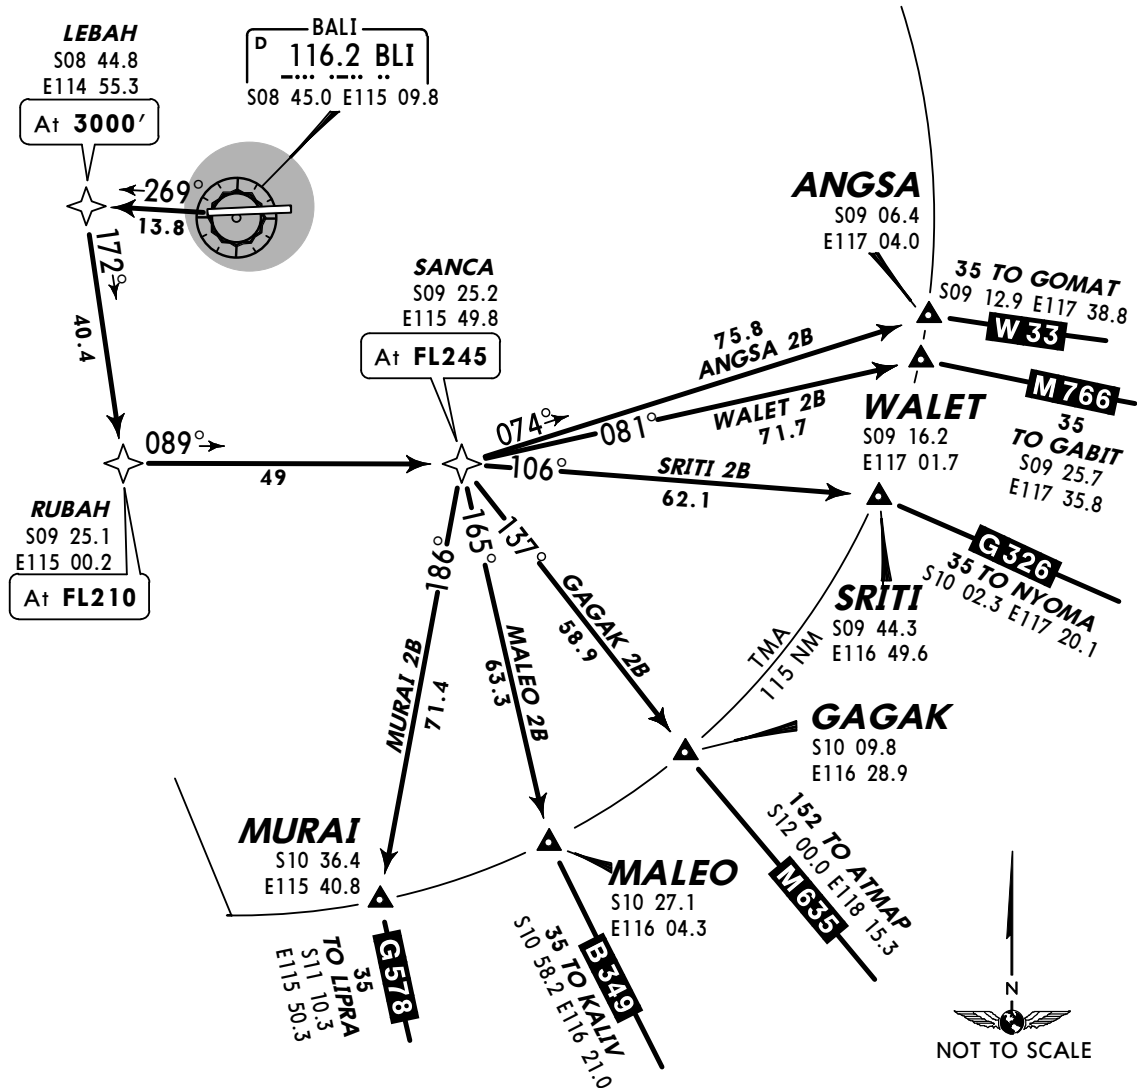 LEBAH
S08 44.8
E114 55.3
At 3000'
BALI
D 116.2 BLI
S08 45.0 E115 09.8
269°
13.8
172°
40.4
ANGSA
S09 06.4
E117 04.0
SANCA
S09 25.2
E115 49.8
At FL245
35 TO GOMAT
S09 12.9 E117 38.8
W 33
75.8
ANGSA 2B
074°
081°
WALET 2B
71.7
WALET
S09 16.2
E117 01.7
M 766
35
TO GABIT
S09 25.7
E117 35.8
089°
49
RUBAH
S09 25.1
E115 00.2
At FL210
106°
SRITI 2B
62.1
G 326
35 TO NYOMA
S10 02.3 E117 20.1
SRITI
S09 44.3
E116 49.6
186°
165°
137°
GAGAK 2B
58.9
MALEO 2B
63.3
MURAI 2B
71.4
TMA
115 NM
GAGAK
S10 09.8
E116 28.9
152 TO ATMAP
S12 00.0 E118 15.3
M 635
MURAI
S10 36.4
E115 40.8
MALEO
S10 27.1
E116 04.3
G 578
35
TO LIPRA
S11 10.3
E115 50.3
B 349
35 TO KALIV
S10 58.2 E116 21.0
N
NOT TO SCALE